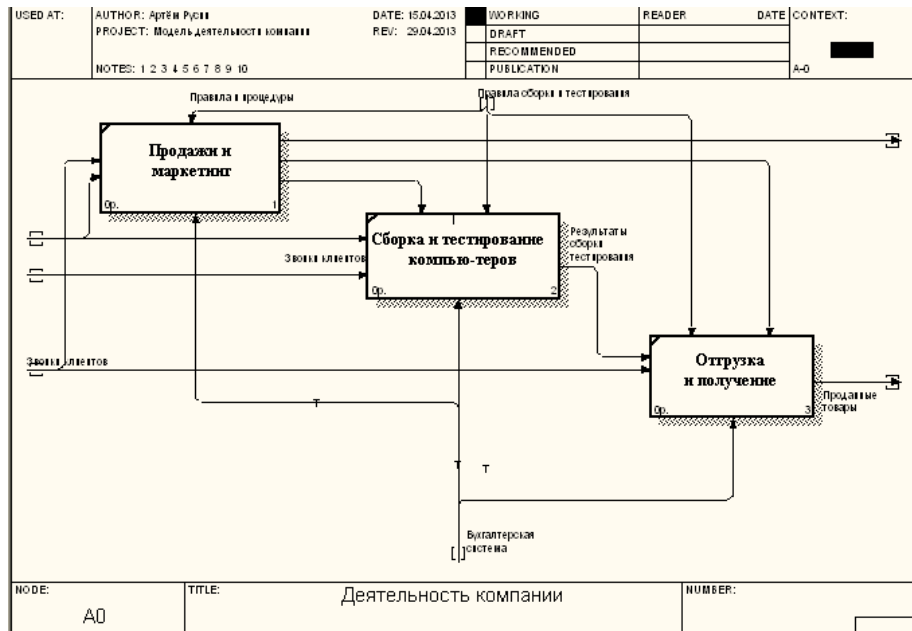 USED AT:
AUTHOR: Артём Русин
DATE: 15.04.2013
WORKING
READER
DATE
CONTEXT:
PROJECT: Модель деятельности компании
REV: 29.04.2013
DRAFT
RECOMMENDED
NOTES: 1 2 3 4 5 6 7 8 9 10
PUBLICATION
A-0
Правила и процедуры
Правила сборки и тестирования
Продажи и
маркетинг
0р.
1
Сборка и тестирование
компью-теров
0р.
2
Звонки клиентов
Результаты
сборки
тестирования
Звонки клиентов
Отгрузка
и получение
0р.
3
Проданные
товары
Бухгалтерская
система
NODE:
A0
TITLE:
Деятельность компании
NUMBER: